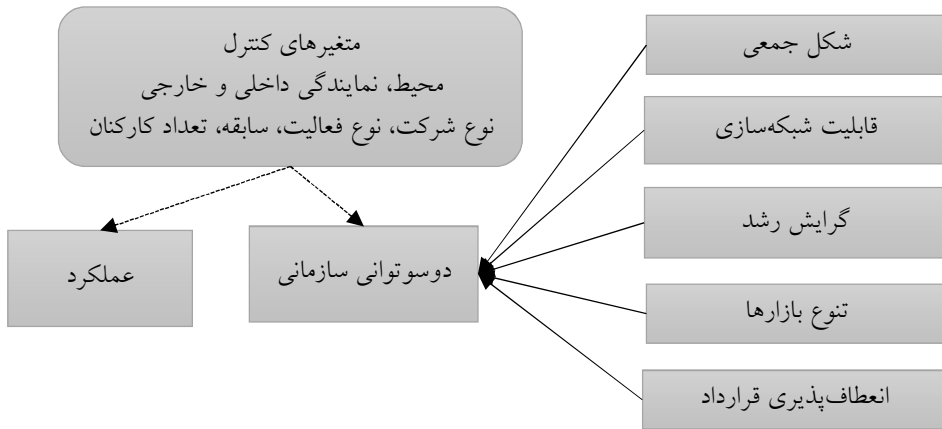 متغیرهای کنترل
محیط، نمایندگی داخلی و خارجی
نوع شرکت، نوع فعالیت، سابقه، تعداد کارکنان
شکل جمعی
قابلیت شبکه‌سازی
گرایش رشد
تنوع بازارها
انعطاف‌پذیری قرارداد
دوسوتوانی سازمانی
عملکرد